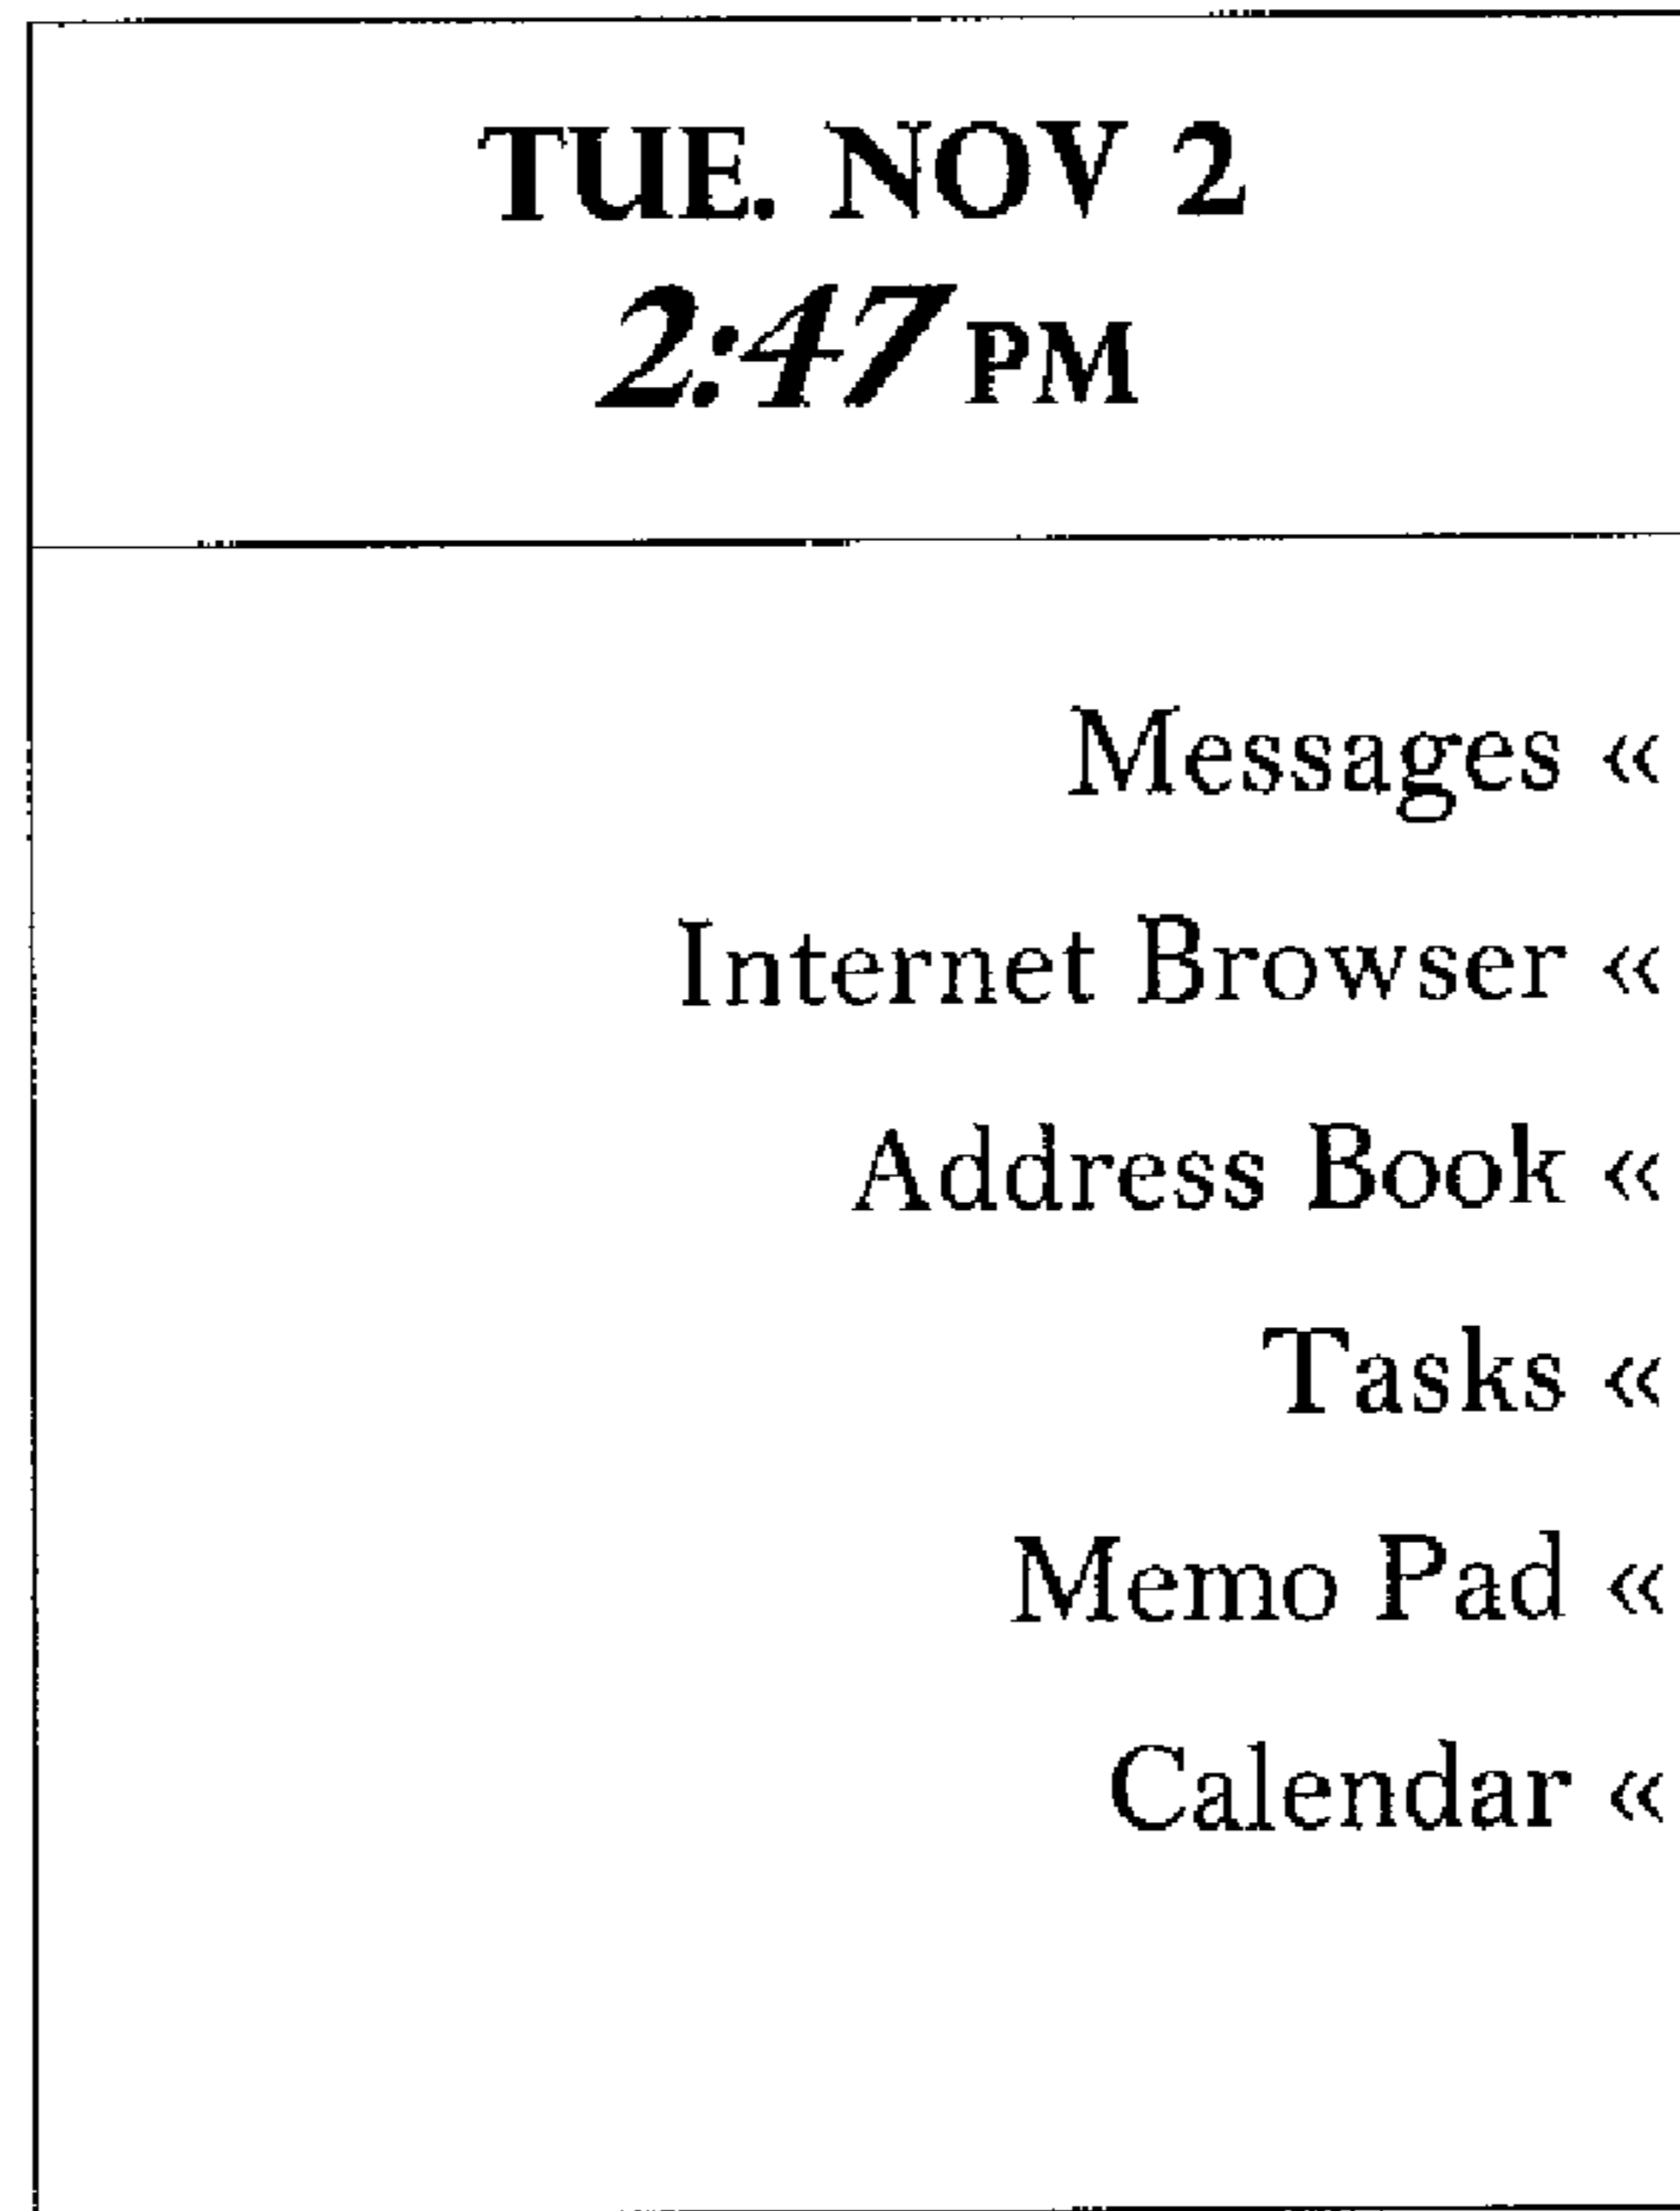 TUE. NOV 2
2:47 PM
Messages «
Internet Browser «
Address Book «
Tasks «
Memo Pad «
Calendar «